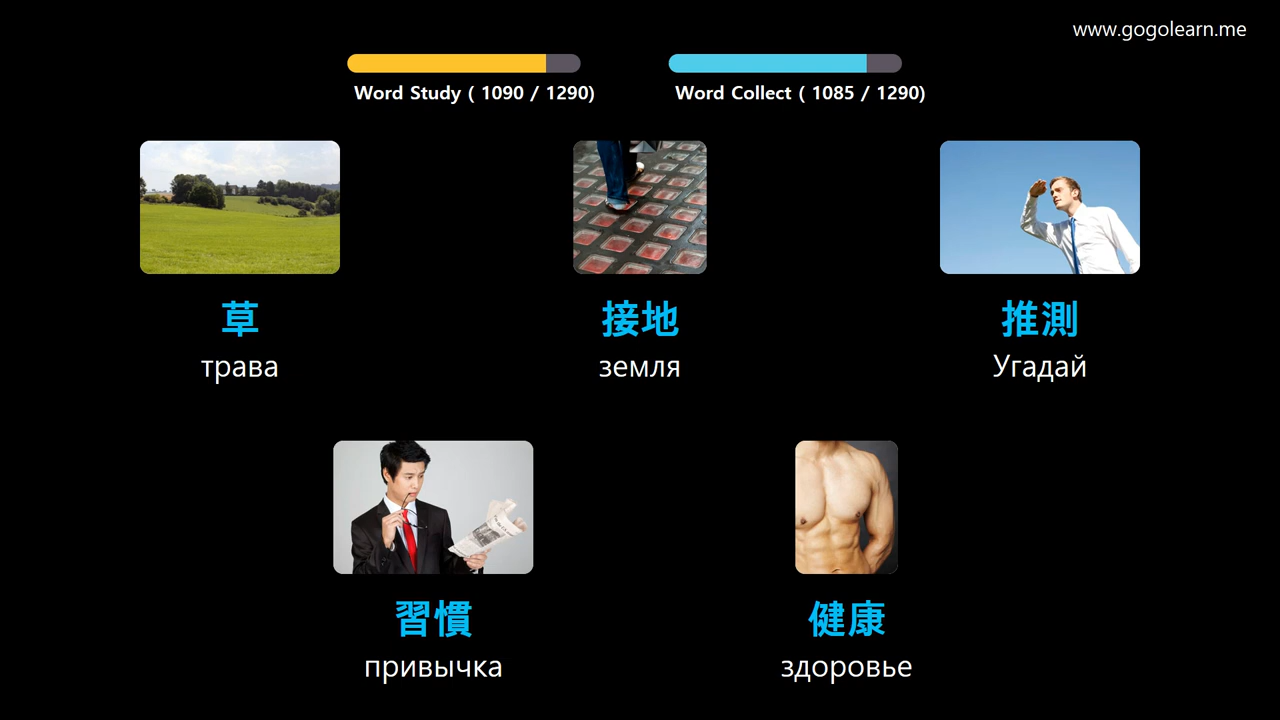 www.gogolearn.me
Word Study ( 1090 / 1290)
Word Collect ( 1085 / 1290)
草
трава
接地
земля
推測
Угадай
習慣
привычка
健康
здоровье